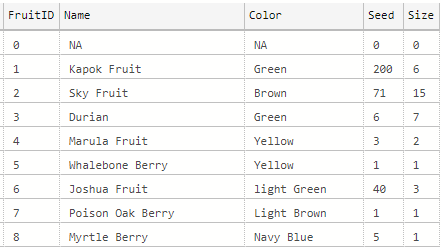 FruitID Name Color Seed Size
0 NA NA 0 0
1 Kapok Fruit Green 200 6
2 Sky Fruit Brown 71 15
3 Durian Green 6 7
4 Marula Fruit Yellow 3 2
5 Whalebone Berry Yellow 1 1
6 Joshua Fruit light Green 40 3
7 Poison Oak Berry Light Brown 1 1
8 Myrtle Berry Navy Blue 5 1